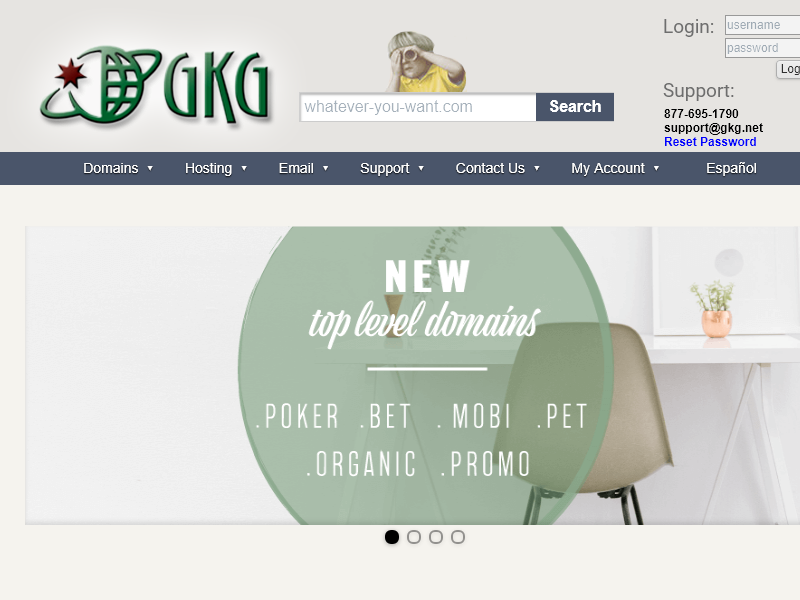 GKG
whatever-you-want.com
Search
Login:
username
password
Log
Support:
877-695-1790
support@gkg.net
Reset Password
Domains ▼ Hosting ▼ Email ▼ Support ▼ Contact Us ▼ My Account ▼ Español
NEW
top level domains
.POKER .BET .MOBI .PET
.ORGANIC .PROMO